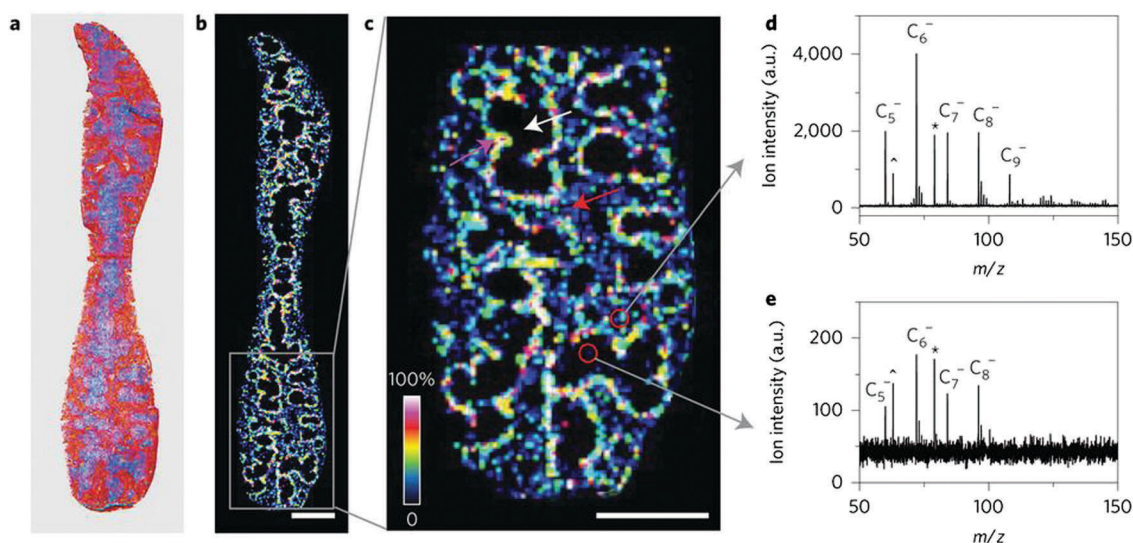 a
b
c
100%
0
d
Ion intensity (a.u.)
4,000
2,000
0
C₅⁻
^
C₆⁻
*
C₇⁻
C₈⁻
C₉⁻
50
100
150
m/z
e
Ion intensity (a.u.)
200
100
0
C₅⁻
^
C₆⁻
*
C₇⁻
C₈⁻
50
100
150
m/z